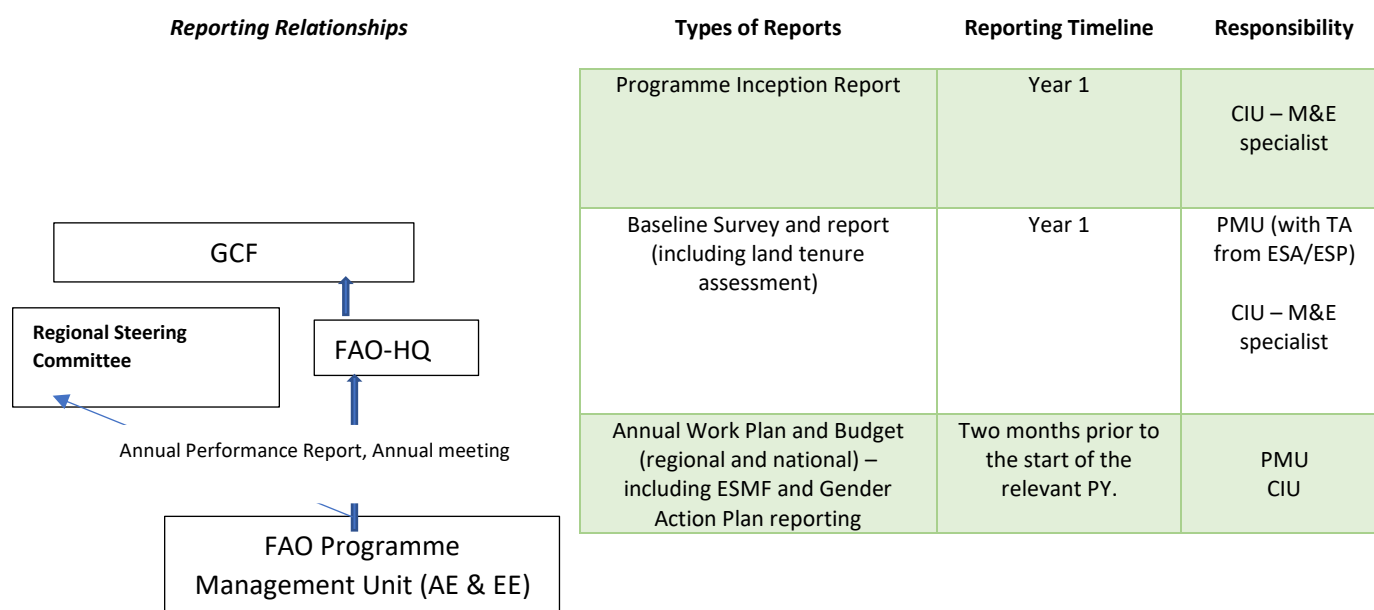 Reporting Relationships
GCF
Regional Steering
Committee
FAO-HQ
Annual Performance Report, Annual meeting
FAO Programme
Management Unit (AE & EE)
Types of Reports
Reporting Timeline
Responsibility
Programme Inception Report
Year 1
CIU – M&E
specialist
Baseline Survey and report
(including land tenure
assessment)
Year 1
PMU (with TA
from ESA/ESP)
CIU – M&E
specialist
Annual Work Plan and Budget
(regional and national) –
including ESMF and Gender
Action Plan reporting
Two months prior to
the start of the
relevant PY.
PMU
CIU